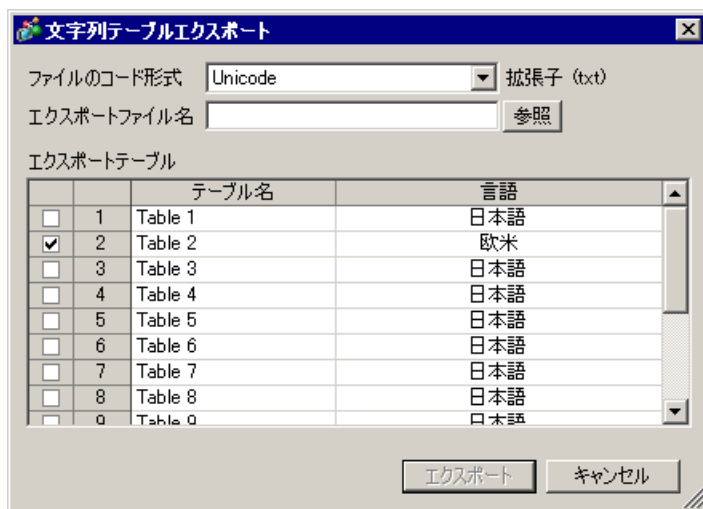 文字列テーブルエクスポート
ファイルのコード形式 Unicode 拡張子 (txt)
エクスポートファイル名 参照
エクスポートテーブル
テーブル名 言語
1 Table 1 日本語
2 Table 2 欧米
3 Table 3 日本語
4 Table 4 日本語
5 Table 5 日本語
6 Table 6 日本語
7 Table 7 日本語
8 Table 8 日本語
9 Table 9 日本語
エクスポート キャンセル